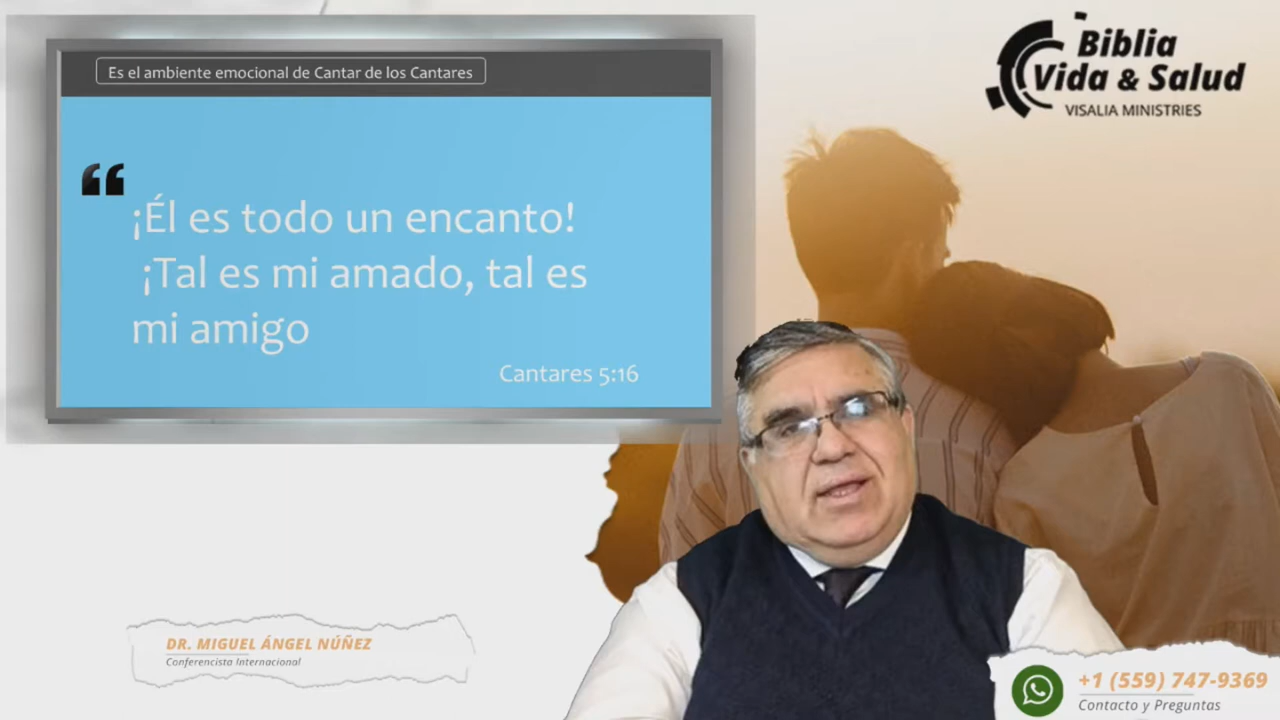 Es el ambiente emocional de Cantar de los Cantares
“
¡Él es todo un encanto!
¡Tal es mi amado, tal es
mi amigo
Cantares 5:16
Biblia
Vida & Salud
VISALIA MINISTRIES
DR. MIGUEL ÁNGEL NÚÑEZ
Conferencista Internacional
+1 (559) 747-9369
Contacto y Preguntas